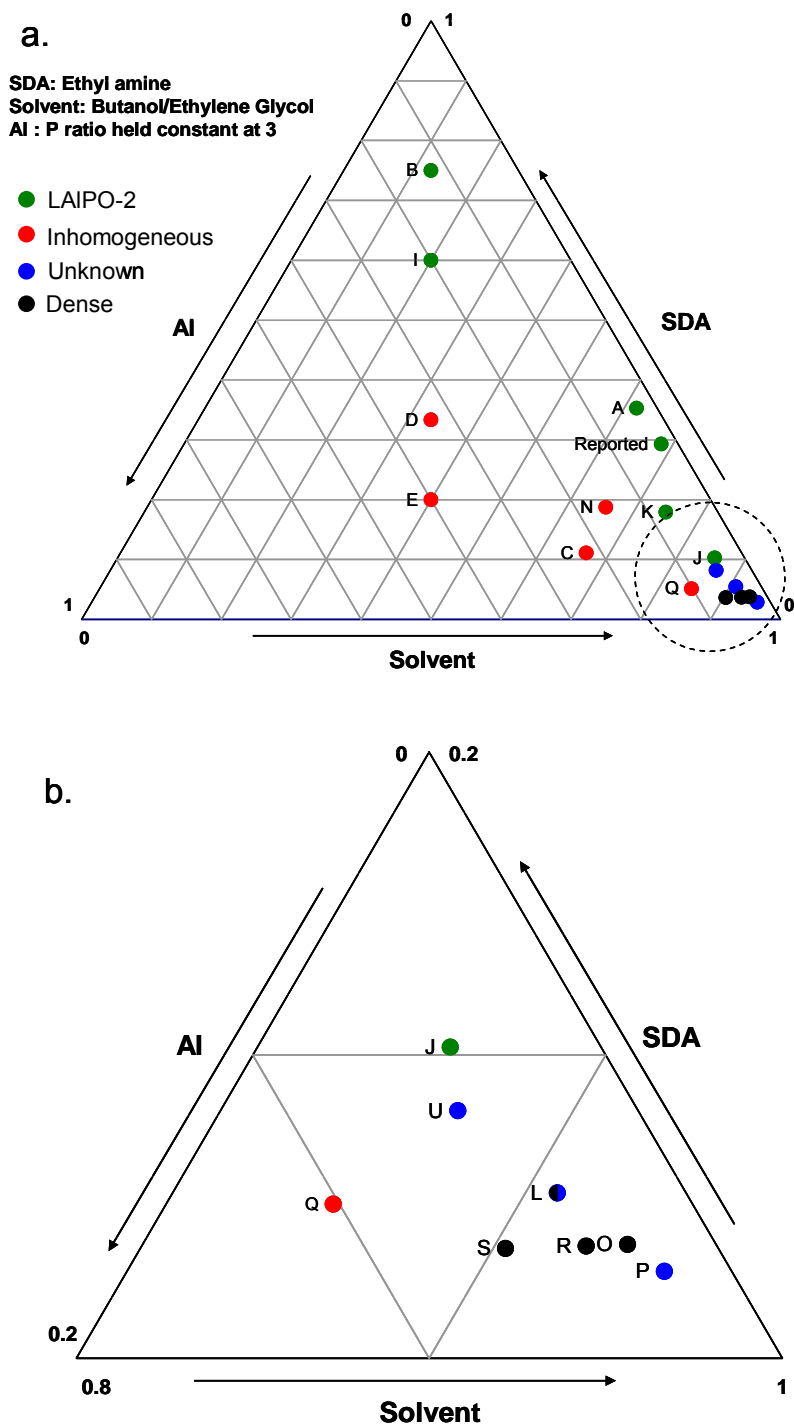 a.
0 1
SDA: Ethyl amine
Solvent: Butanol/Ethylene Glycol
Al : P ratio held constant at 3
LAlPO-2
Inhomogeneous
Unknown
Dense
B
I
Al
SDA
A
D
Reported
E
N
K
C
J
Q
1
0
0
1
Solvent
b.
0 0.2
Al
SDA
J
U
L
Q
S
R
O
P
0.2
0.8
1
Solvent